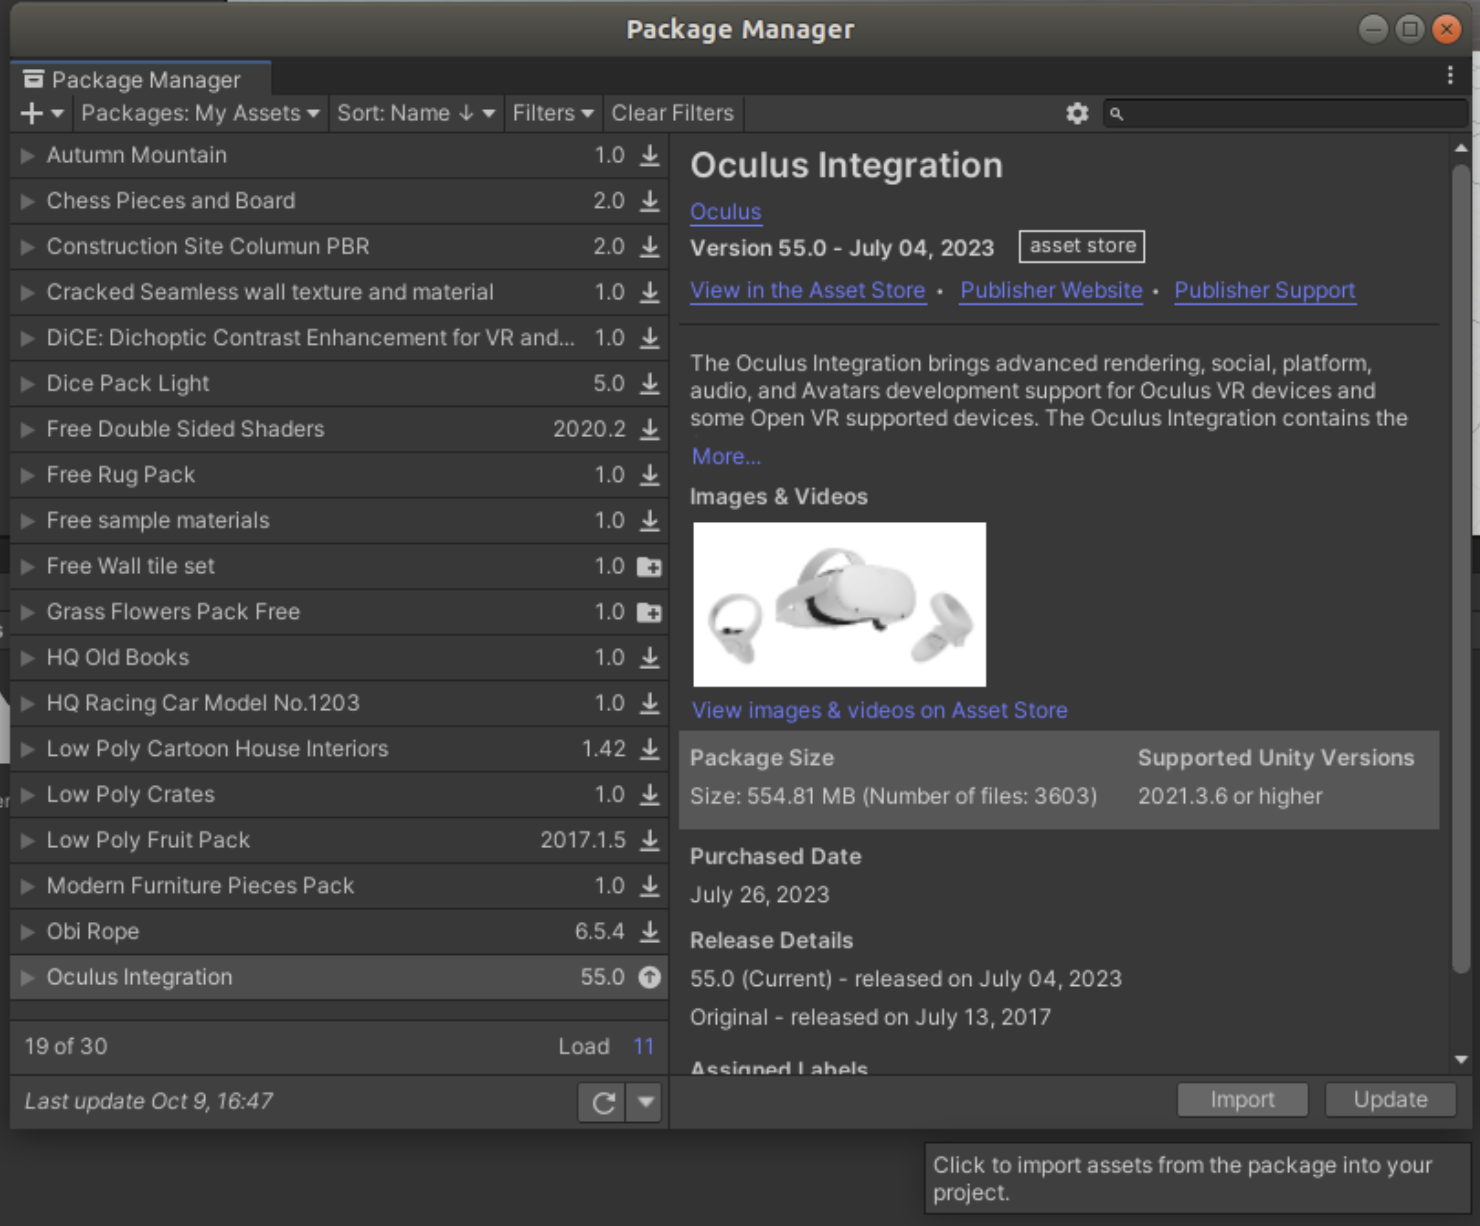 Package Manager
Package Manager
Packages: My Assets
Sort: Name ↓
Filters
Clear Filters
Autumn Mountain 1.0
Chess Pieces and Board 2.0
Construction Site Columun PBR 2.0
Cracked Seamless wall texture and material 1.0
DiCE: Dichoptic Contrast Enhancement for VR and... 1.0
Dice Pack Light 5.0
Free Double Sided Shaders 2020.2
Free Rug Pack 1.0
Free sample materials 1.0
Free Wall tile set 1.0
Grass Flowers Pack Free 1.0
HQ Old Books 1.0
HQ Racing Car Model No.1203 1.0
Low Poly Cartoon House Interiors 1.42
Low Poly Crates 1.0
Low Poly Fruit Pack 2017.1.5
Modern Furniture Pieces Pack 1.0
Obi Rope 6.5.4
Oculus Integration 55.0
19 of 30
Load 11
Last update Oct 9, 16:47
Oculus Integration
Oculus
Version 55.0 - July 04, 2023
asset store
View in the Asset Store • Publisher Website • Publisher Support
The Oculus Integration brings advanced rendering, social, platform,
audio, and Avatars development support for Oculus VR devices and
some Open VR supported devices. The Oculus Integration contains the
More...
Images & Videos
View images & videos on Asset Store
Package Size
Size: 554.81 MB (Number of files: 3603)
Supported Unity Versions
2021.3.6 or higher
Purchased Date
July 26, 2023
Release Details
55.0 (Current) - released on July 04, 2023
Original - released on July 13, 2017
Assigned Labels
Import
Update
Click to import assets from the package into your
project.